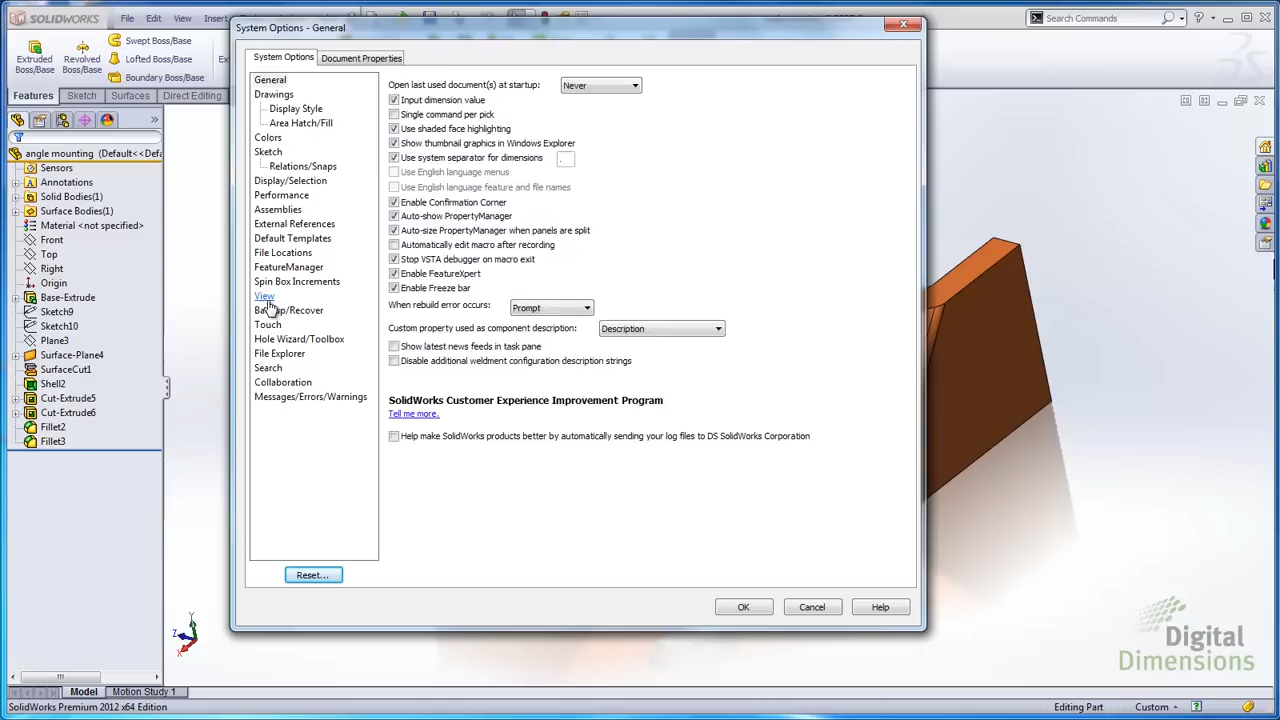 SOLIDWORKS
File
Edit
View
Insert
System Options - General
Search Commands
Extruded Boss/Base
Revolved Boss/Base
Swept Boss/Base
Lofted Boss/Base
Boundary Boss/Base
Features
Sketch
Surfaces
Direct Editing
angle mounting (Default<<Defa
Sensors
Annotations
Solid Bodies(1)
Surface Bodies(1)
Material <not specified>
Front
Top
Right
Origin
Base-Extrude
Sketch9
Sketch10
Plane3
Surface-Plane4
SurfaceCut1
Shell2
Cut-Extrude5
Cut-Extrude6
Fillet2
Fillet3
System Options
Document Properties
General
Drawings
Display Style
Area Hatch/Fill
Colors
Sketch
Relations/Snaps
Display/Selection
Performance
Assemblies
External References
Default Templates
File Locations
FeatureManager
Spin Box Increments
View
Backup/Recover
Touch
Hole Wizard/Toolbox
File Explorer
Search
Collaboration
Messages/Errors/Warnings
Reset...
Open last used document(s) at startup:
Never
Input dimension value
Single command per pick
Use shaded face highlighting
Show thumbnail graphics in Windows Explorer
Use system separator for dimensions
.
Use English language menus
Use English language feature and file names
Enable Confirmation Corner
Auto-show PropertyManager
Auto-size PropertyManager when panels are split
Automatically edit macro after recording
Stop VSTA debugger on macro exit
Enable FeatureXpert
Enable Freeze bar
When rebuild error occurs:
Prompt
Custom property used as component description:
Description
Show latest news feeds in task pane
Disable additional weldment configuration description strings
SolidWorks Customer Experience Improvement Program
Tell me more.
Help make SolidWorks products better by automatically sending your log files to DS SolidWorks Corporation
OK
Cancel
Help
Y
Z
X
Digital
Dimensions
Model
Motion Study 1
SolidWorks Premium 2012 x64 Edition
Editing Part
Custom